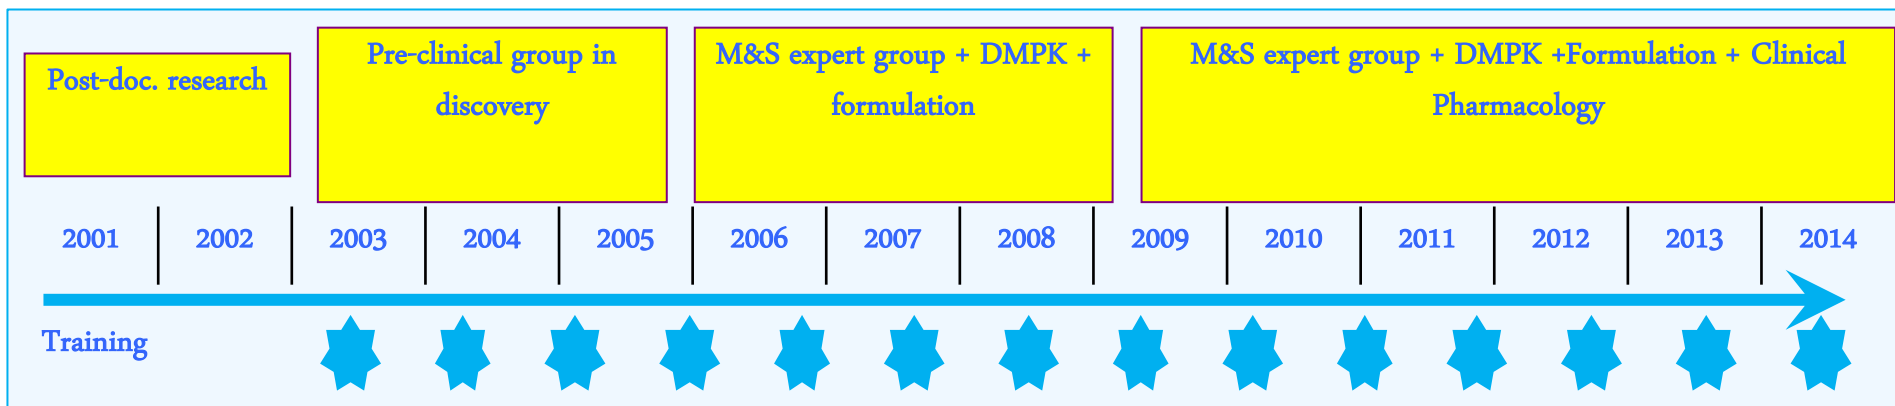 Post-doc. research
Pre-clinical group in
discovery
M&S expert group + DMPK +
formulation
M&S expert group + DMPK +Formulation + Clinical
Pharmacology
2001 2002 2003 2004 2005 2006 2007 2008 2009 2010 2011 2012 2013 2014
Training